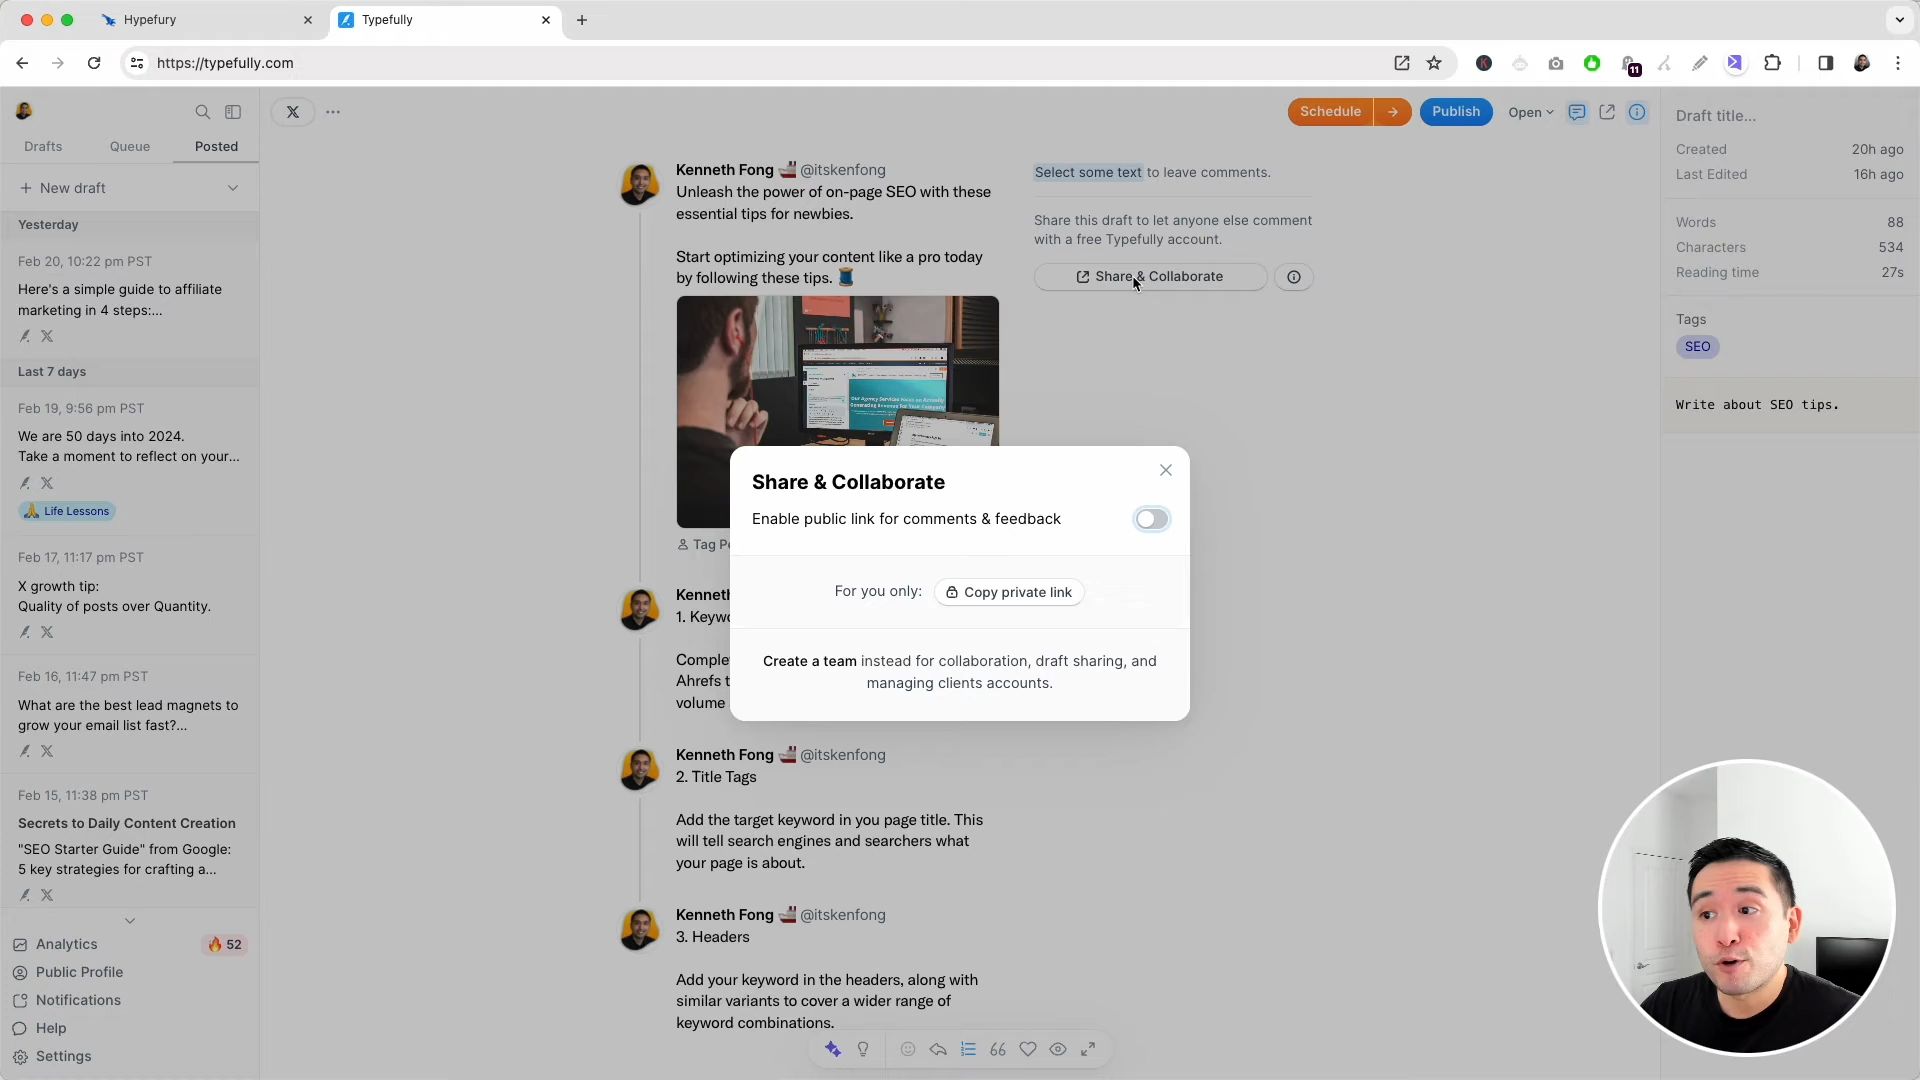 Hypefury
Typefully
https://typefully.com
11
Drafts
Queue
Posted
New draft
Yesterday
Feb 20, 10:22 pm PST
Here's a simple guide to affiliate
marketing in 4 steps:...
Last 7 days
Feb 19, 9:56 pm PST
We are 50 days into 2024.
Take a moment to reflect on your...
Life Lessons
Feb 17, 11:17 pm PST
X growth tip:
Quality of posts over Quantity.
Feb 16, 11:47 pm PST
What are the best lead magnets to
grow your email list fast?...
Feb 15, 11:38 pm PST
Secrets to Daily Content Creation
"SEO Starter Guide" from Google:
5 key strategies for crafting a...
Analytics
52
Public Profile
Notifications
Help
Settings
Schedule
Publish
Open
Kenneth Fong @itskenfong
Unleash the power of on-page SEO with these
essential tips for newbies.
Start optimizing your content like a pro today
by following these tips.
Tag Pe
Kenneth
1. Keywo
Comple
Ahrefs t
volume
Kenneth Fong @itskenfong
2. Title Tags
Add the target keyword in you page title. This
will tell search engines and searchers what
your page is about.
Kenneth Fong @itskenfong
3. Headers
Add your keyword in the headers, along with
similar variants to cover a wider range of
keyword combinations.
Select some text to leave comments.
Share this draft to let anyone else comment
with a free Typefully account.
Share & Collaborate
Share & Collaborate
Enable public link for comments & feedback
For you only:
Copy private link
Create a team instead for collaboration, draft sharing, and
managing clients accounts.
Draft title...
Created 20h ago
Last Edited 16h ago
Words 88
Characters 534
Reading time 27s
Tags
SEO
Write about SEO tips.